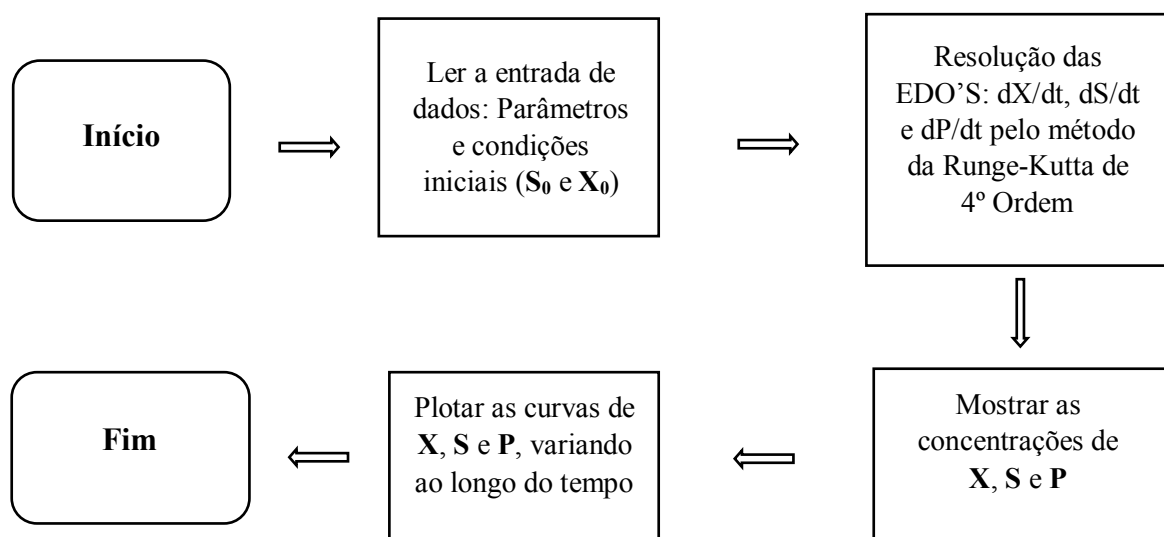 Início
Ler a entrada de
dados: Parâmetros
e condições
iniciais (S₀ e X₀)
Resolução das
EDO’S: dX/dt, dS/dt
e dP/dt pelo método
da Runge-Kutta de
4º Ordem
Mostrar as
concentrações de
X, S e P
Plotar as curvas de
X, S e P, variando
ao longo do tempo
Fim